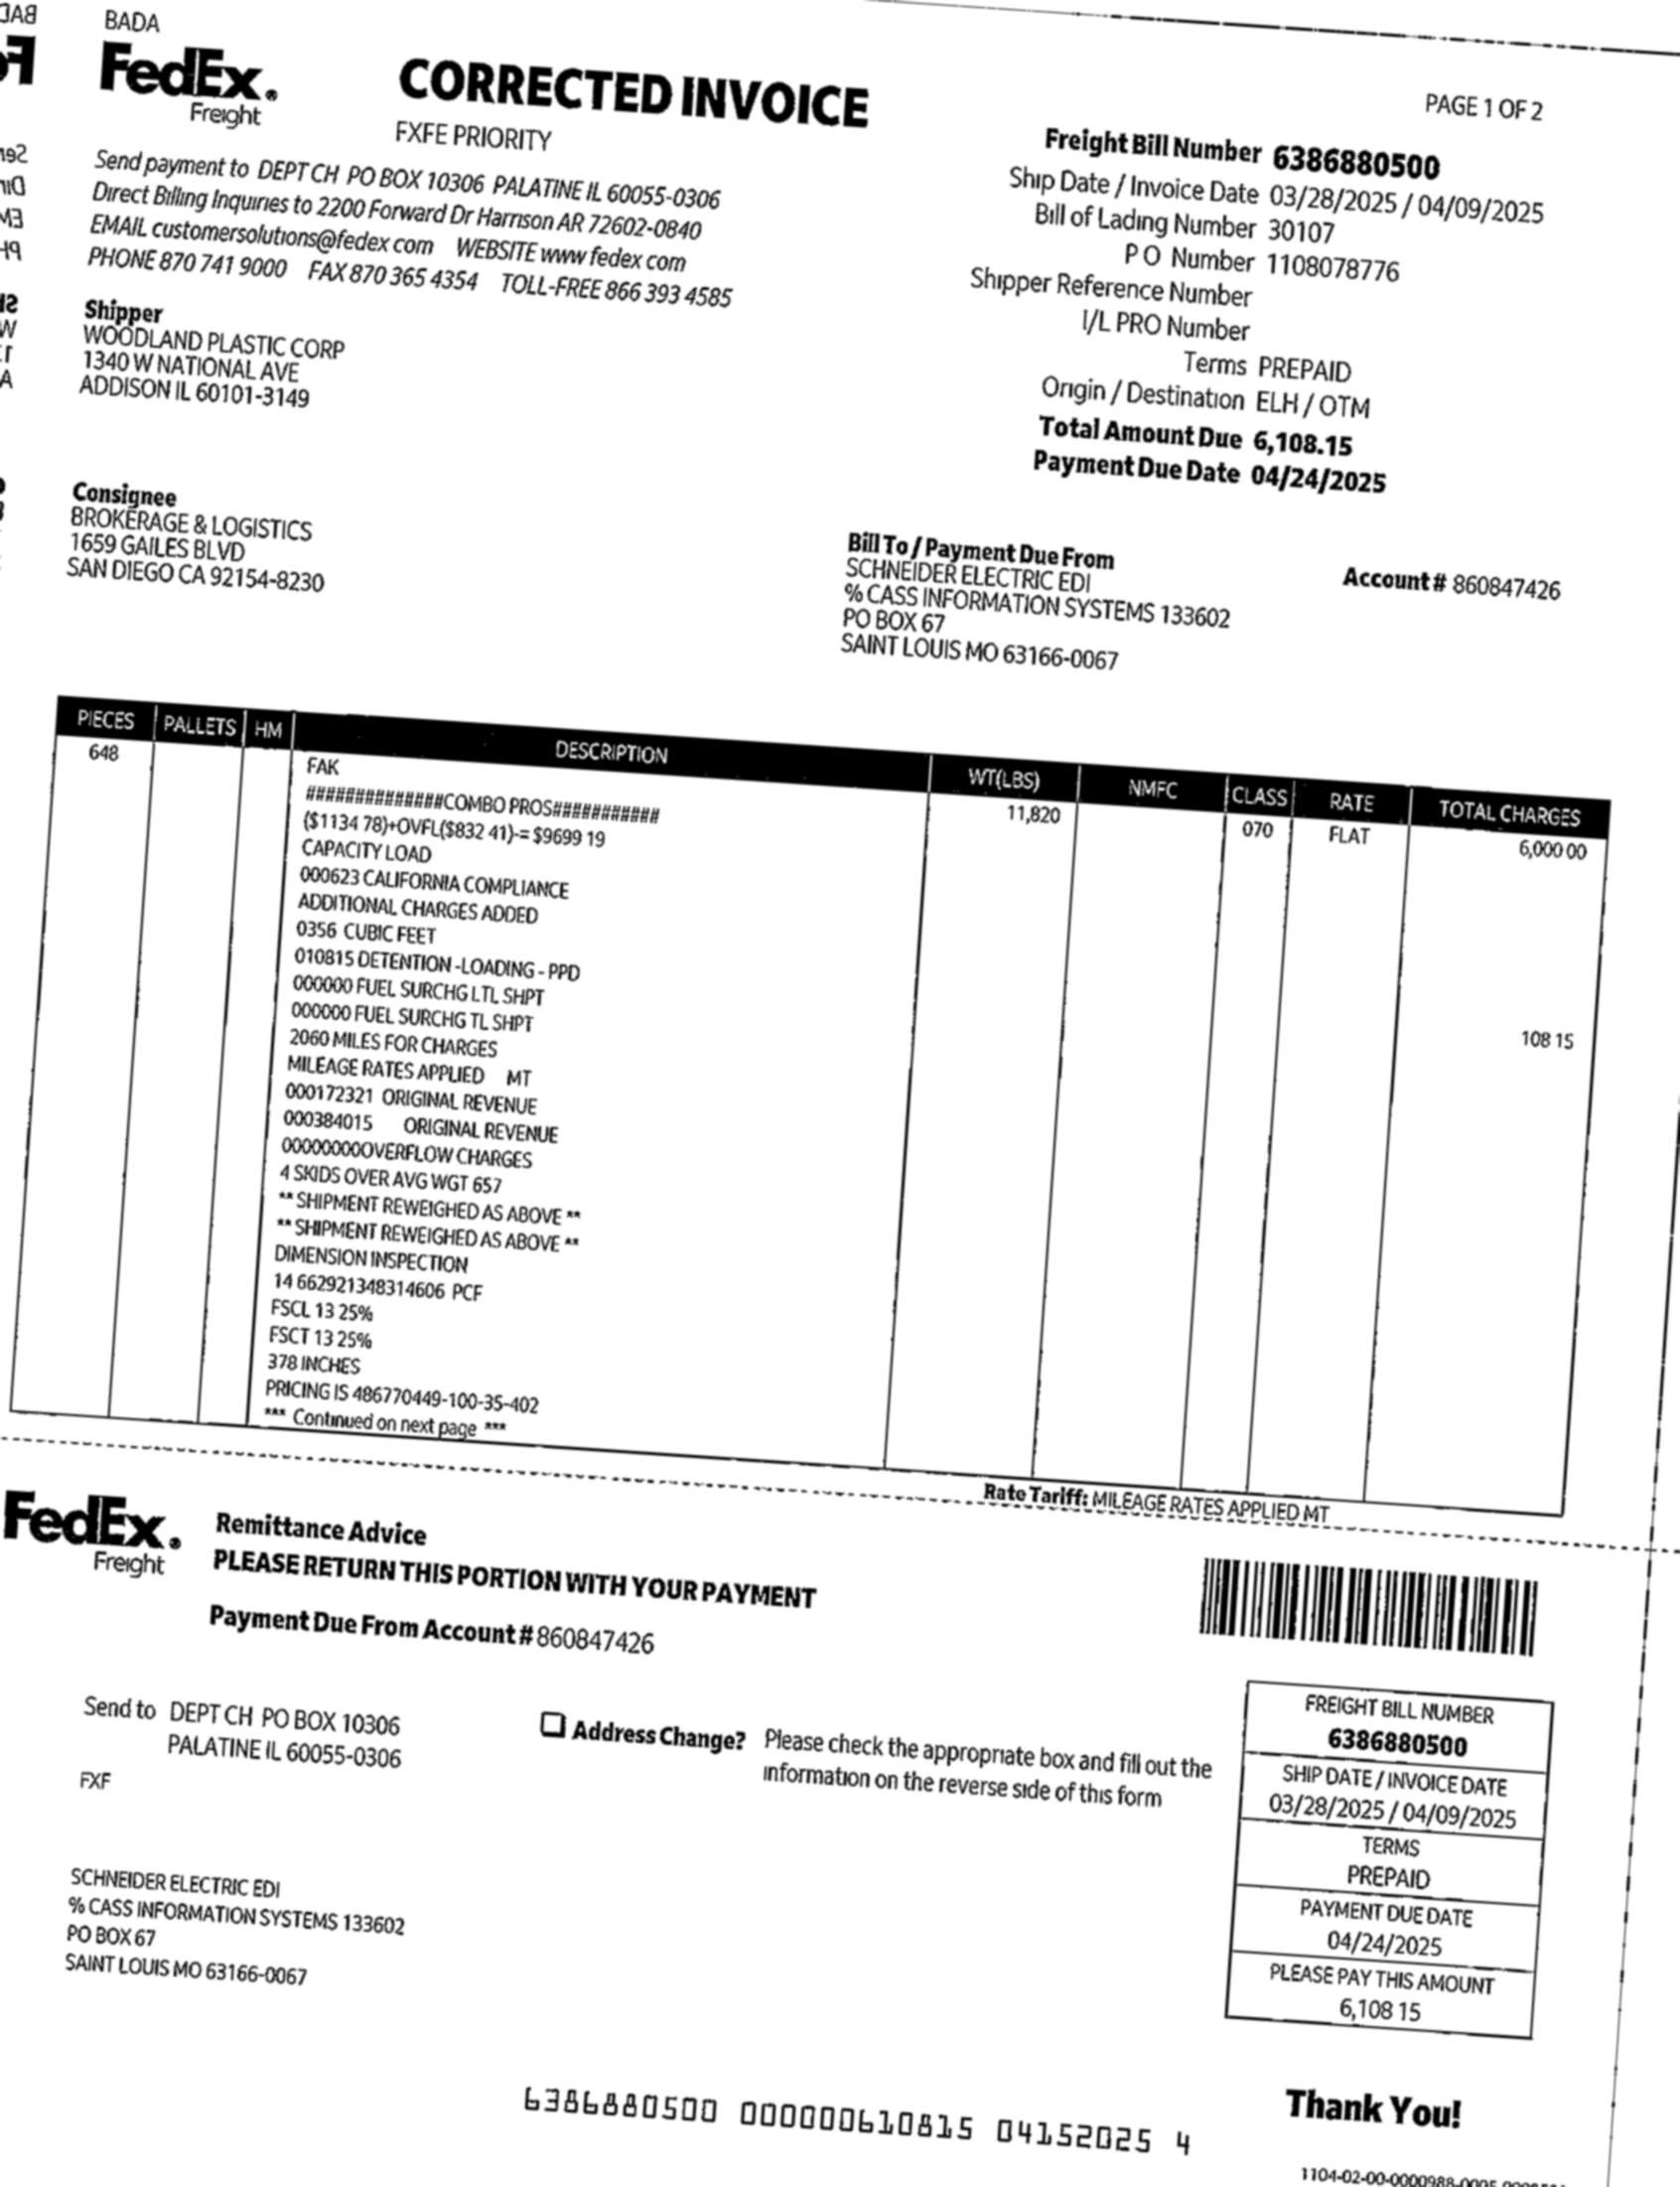 BADA
FedEx®
Freight
CORRECTED INVOICE
FXFE PRIORITY
PAGE 1 OF 2
Send payment to DEPT CH PO BOX 10306 PALATINE IL 60055-0306
Direct Billing Inquiries to 2200 Forward Dr Harrison AR 72602-0840
EMAIL customersolutions@fedex com WEBSITE www fedex com
PHONE 870 741 9000 FAX 870 365 4354 TOLL-FREE 866 393 4585
Freight Bill Number 6386880500
Ship Date / Invoice Date 03/28/2025 / 04/09/2025
Bill of Lading Number 30107
P O Number 1108078776
Shipper Reference Number
I/L PRO Number
Terms PREPAID
Origin / Destination ELH / OTM
Total Amount Due 6,108.15
Payment Due Date 04/24/2025
Shipper
WOODLAND PLASTIC CORP
1340 W NATIONAL AVE
ADDISON IL 60101-3149
Consignee
BROKERAGE & LOGISTICS
1659 GAILES BLVD
SAN DIEGO CA 92154-8230
Bill To / Payment Due From
SCHNEIDER ELECTRIC EDI
% CASS INFORMATION SYSTEMS 133602
PO BOX 67
SAINT LOUIS MO 63166-0067
Account # 860847426
PIECES PALLETS HM DESCRIPTION WT(LBS) NMFC CLASS RATE TOTAL CHARGES
648 FAK 11,820 070 FLAT 6,000 00
##############COMBO PROS###########
($1134 78)+OVFL($832 41)-= $9699 19
CAPACITY LOAD
000623 CALIFORNIA COMPLIANCE
ADDITIONAL CHARGES ADDED
0356 CUBIC FEET
010815 DETENTION -LOADING - PPD 108 15
000000 FUEL SURCHG LTL SHPT
000000 FUEL SURCHG TL SHPT
2060 MILES FOR CHARGES
MILEAGE RATES APPLIED MT
000172321 ORIGINAL REVENUE
000384015 ORIGINAL REVENUE
00000000OVERFLOW CHARGES
4 SKIDS OVER AVG WGT 657
** SHIPMENT REWEIGHED AS ABOVE **
** SHIPMENT REWEIGHED AS ABOVE **
DIMENSION INSPECTION
14 662921348314606 PCF
FSCL 13 25%
FSCT 13 25%
378 INCHES
PRICING IS 486770449-100-35-402
*** Continued on next page ***
Rate Tariff: MILEAGE RATES APPLIED MT
FedEx®
Freight
Remittance Advice
PLEASE RETURN THIS PORTION WITH YOUR PAYMENT
Payment Due From Account # 860847426
Send to DEPT CH PO BOX 10306
PALATINE IL 60055-0306
FXF
Address Change? Please check the appropriate box and fill out the
information on the reverse side of this form
SCHNEIDER ELECTRIC EDI
% CASS INFORMATION SYSTEMS 133602
PO BOX 67
SAINT LOUIS MO 63166-0067
FREIGHT BILL NUMBER
6386880500
SHIP DATE / INVOICE DATE
03/28/2025 / 04/09/2025
TERMS
PREPAID
PAYMENT DUE DATE
04/24/2025
PLEASE PAY THIS AMOUNT
6,108 15
6386880500 000000610815 04152025 4
Thank You!